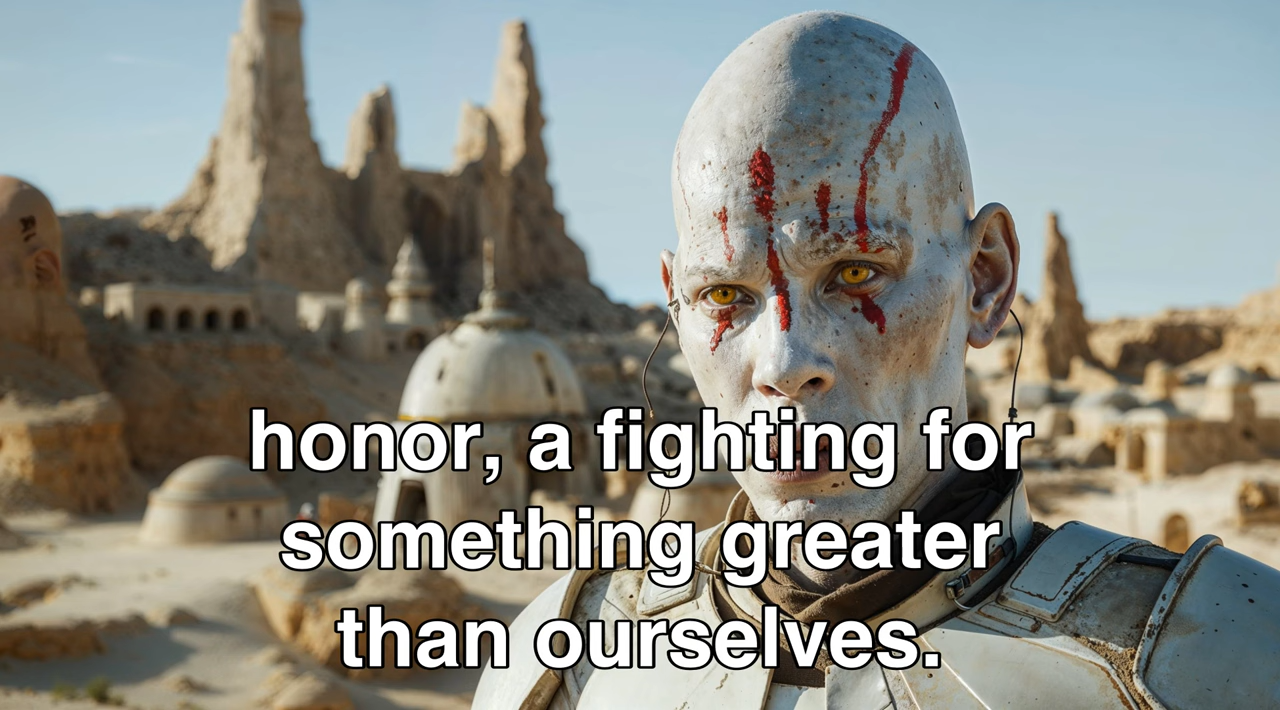 honor, a fighting for
something greater
than ourselves.